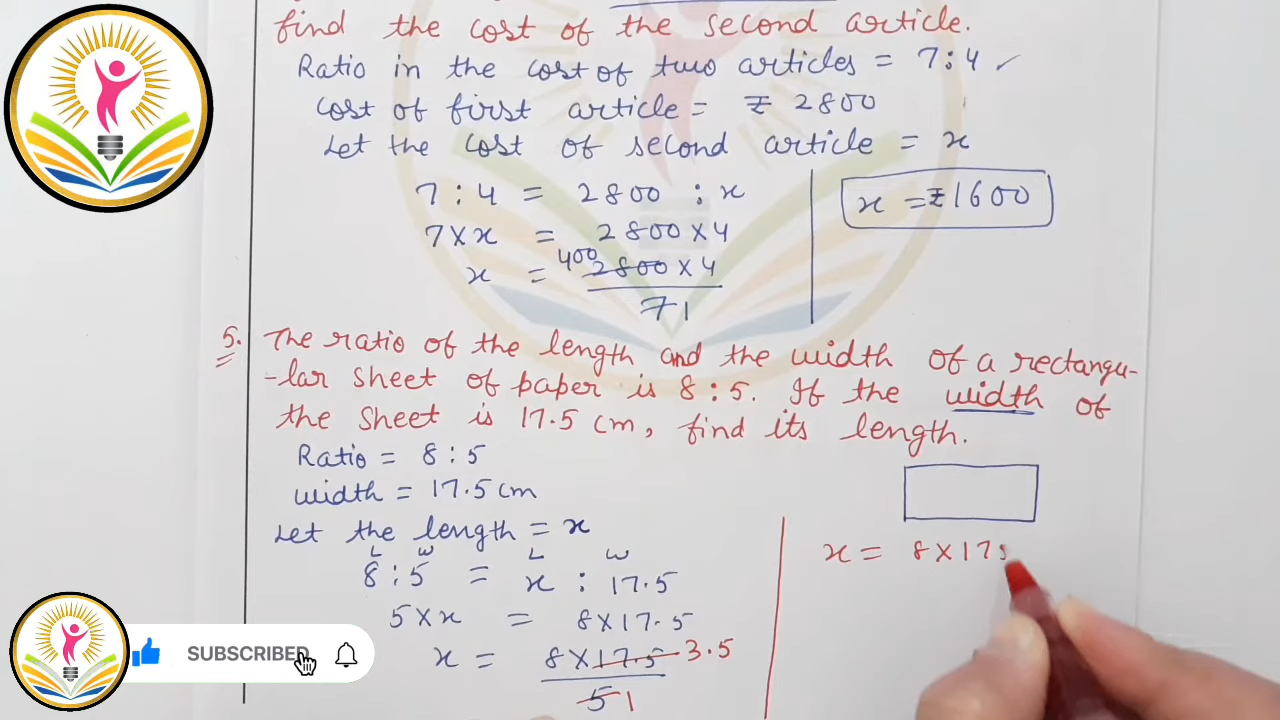 find the cost of the second article.
Ratio in the cost of two articles = 7:4 ✓
cost of first article = ₹ 2800
Let the cost of second article = x
7 : 4 = 2800 : x
7 × x = 2800 × 4
x = 400 2800 × 4
7 1
x = ₹1600
5. The ratio of the length and the width of a rectangu-
-lar sheet of paper is 8:5. If the width of
the sheet is 17.5 cm, find its length.
Ratio = 8 : 5
width = 17.5 cm
Let the length = x
L W L W
8 : 5 = x : 17.5
5 × x = 8 × 17.5
x = 8 × 17.5 3.5
5 1
x = 8 × 17
SUBSCRIBER